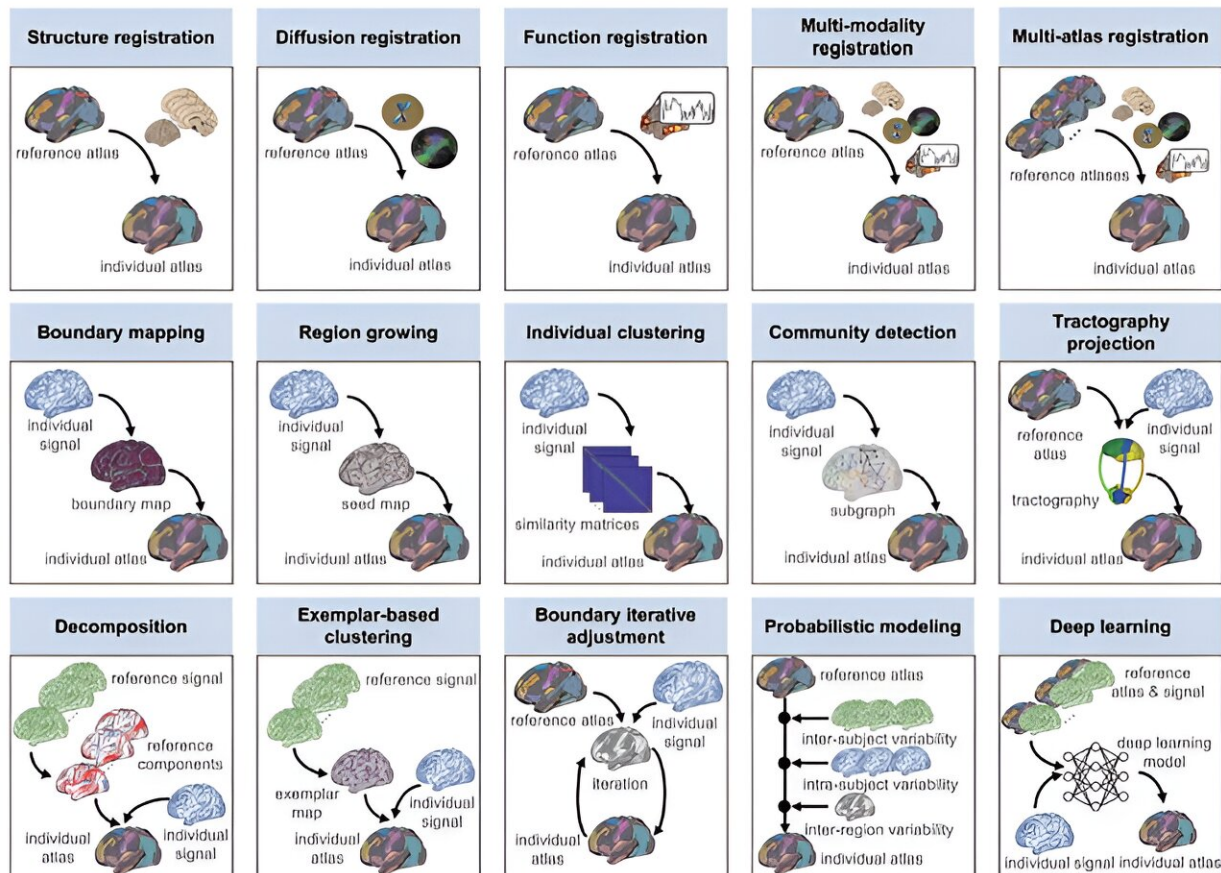 Structure registration
reference atlas
individual atlas
Diffusion registration
reference atlas
individual atlas
Function registration
reference atlas
individual atlas
Multi-modality
registration
reference atlas
individual atlas
Multi-atlas registration
reference atlases
individual atlas
Boundary mapping
individual
signal
boundary map
individual atlas
Region growing
individual
signal
seed map
individual atlas
Individual clustering
individual
signal
similarity matrices
individual atlas
Community detection
individual
signal
subgraph
individual atlas
Tractography
projection
reference
atlas
individual
signal
tractography
individual atlas
Decomposition
reference signal
reference
components
individual
atlas
individual
signal
Exemplar-based
clustering
reference signal
exemplar
map
individual
signal
individual
atlas
Boundary iterative
adjustment
reference atlas
individual
signal
iteration
individual
atlas
Probabilistic modeling
reference atlas
inter-subject variability
intra-subject variability
inter-region variability
individual atlas
Deep learning
reference
atlas & signal
deep learning
model
individual signal
individual atlas